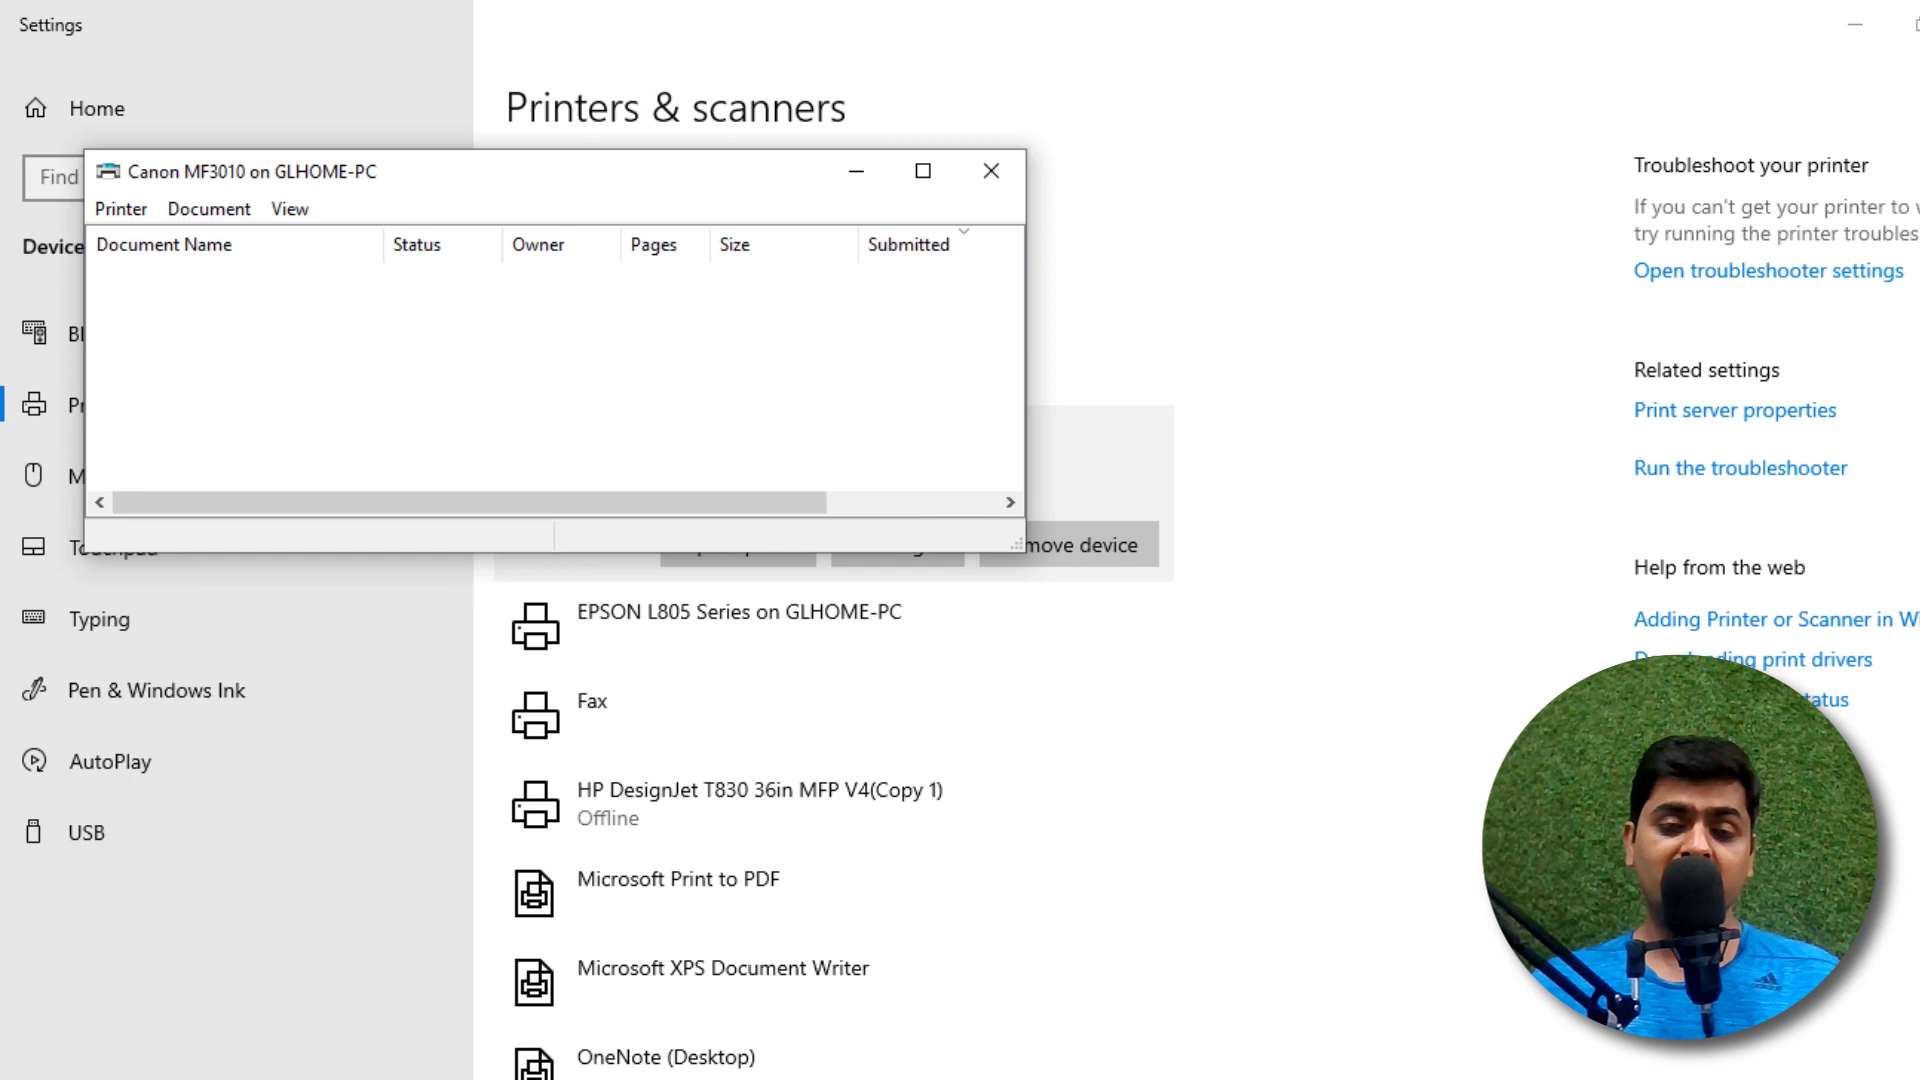 Settings
Home
Find
Printers & scanners
Canon MF3010 on GLHOME-PC
Printer Document View
Document Name Status Owner Pages Size Submitted
Device
Typing
Pen & Windows Ink
AutoPlay
USB
move device
EPSON L805 Series on GLHOME-PC
Fax
HP DesignJet T830 36in MFP V4(Copy 1)
Offline
Microsoft Print to PDF
Microsoft XPS Document Writer
OneNote (Desktop)
Troubleshoot your printer
If you can't get your printer to
try running the printer troubles
Open troubleshooter settings
Related settings
Print server properties
Run the troubleshooter
Help from the web
Adding Printer or Scanner in Wi
print drivers